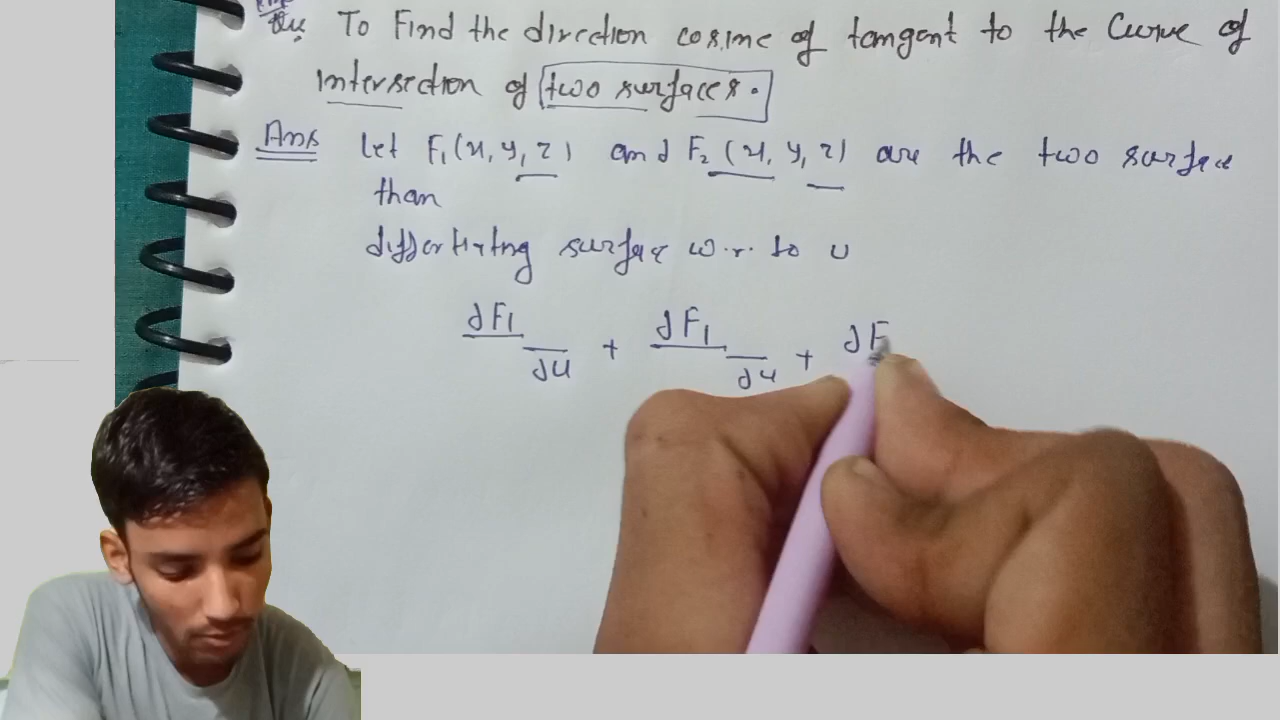 Qu. To Find the direction cosine of tangent to the Curve of
intersection of two surfaces.
Ans Let F₁(x, y, z) and F₂ (x, y, z) are the two surface
than
surface w.r. to u
∂F₁ / ∂u + ∂F₁ / ∂u + ∂F